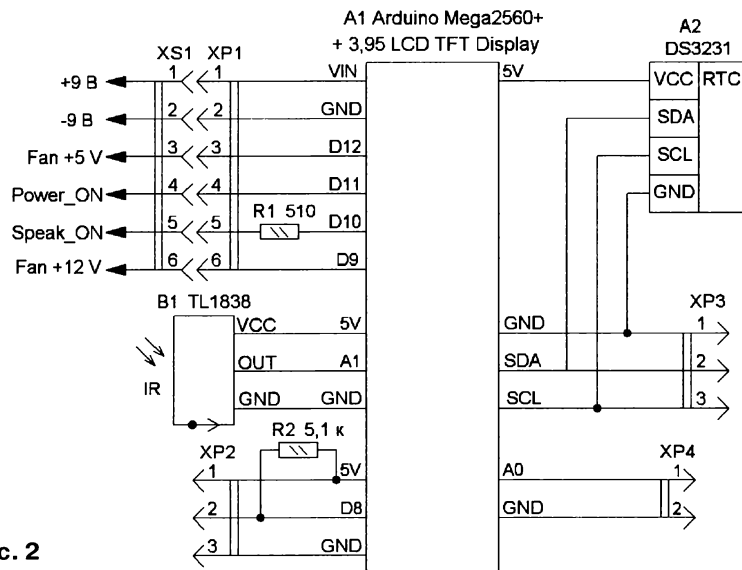 A1 Arduino Mega2560+
+ 3,95 LCD TFT Display
A2
DS3231
XS1 XP1
+9 В 1 1 VIN
-9 В 2 2 GND
Fan +5 V 3 3 D12
Power_ON 4 4 D11
Speak_ON 5 5 R1 510 D10
Fan +12 V 6 6 D9
5V VCC RTC
SDA
SCL
GND
B1 TL1838
VCC 5V
IR OUT A1
GND GND
GND 1 XP3
SDA 2
SCL 3
XP2 R2 5,1 к
1 5V
2 D8
3 GND
XP4
A0 1
GND 2
с. 2